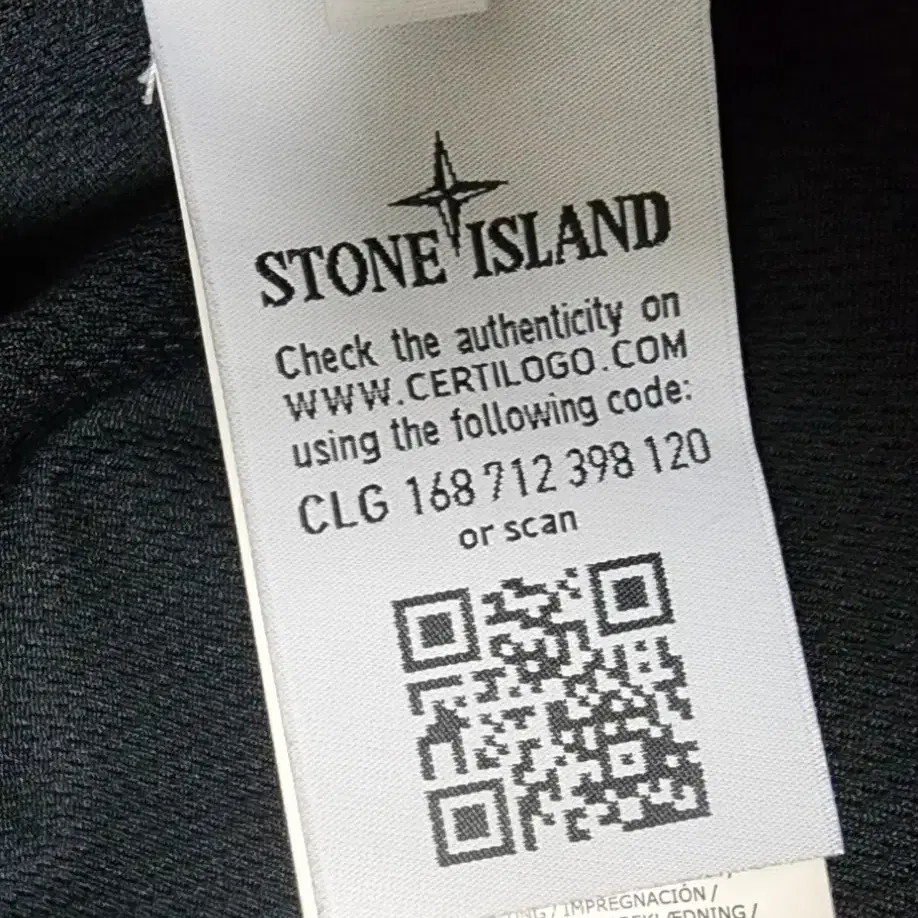 STONE ISLAND
Check the authenticity on
WWW.CERTILOGO.COM
using the following code:
CLG 168 712 398 120
or scan
/ IMPREGNACIÓN /